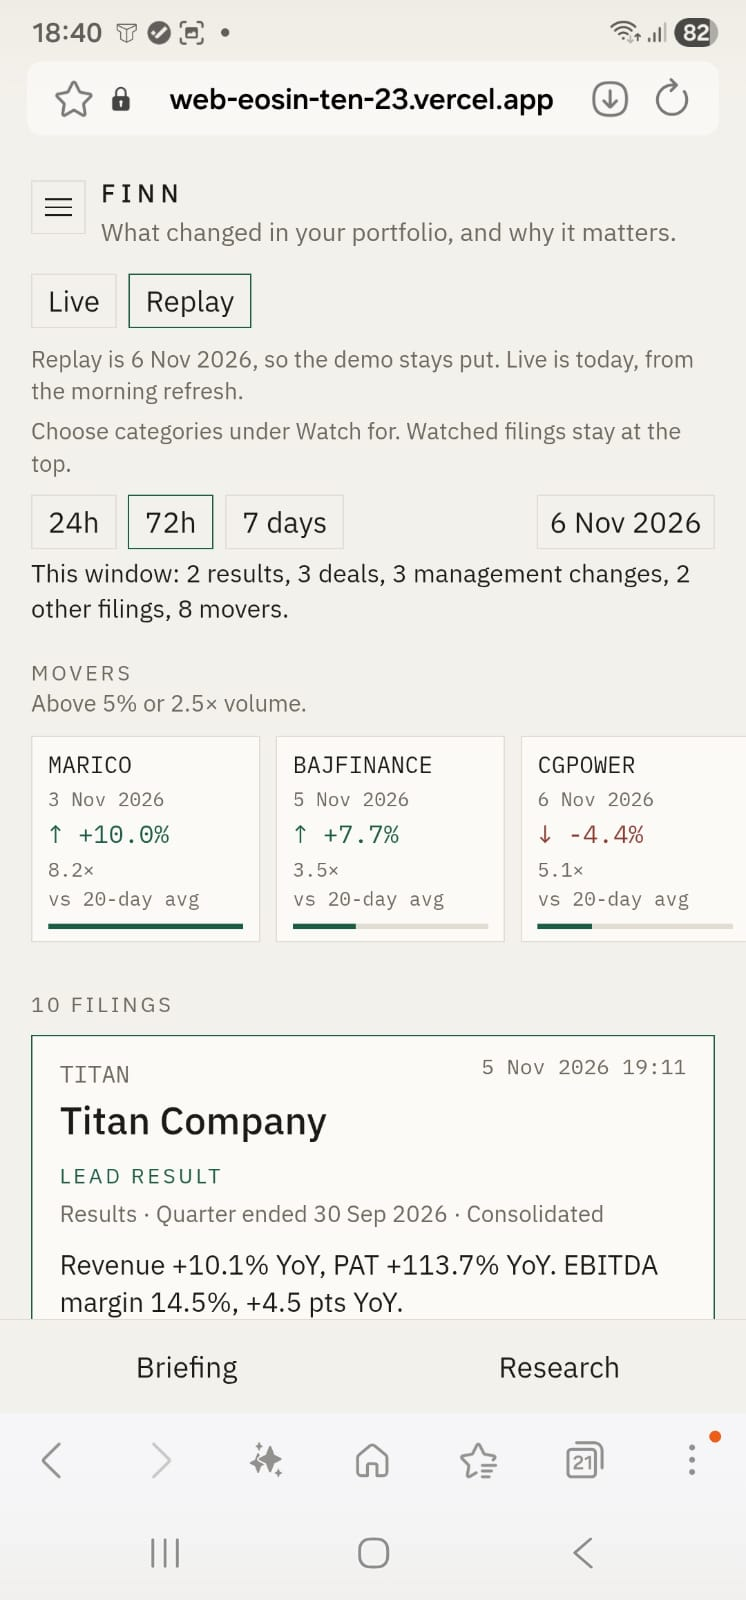 18:40
82
web-eosin-ten-23.vercel.app
FINN
What changed in your portfolio, and why it matters.
Live
Replay
Replay is 6 Nov 2026, so the demo stays put. Live is today, from
the morning refresh.
Choose categories under Watch for. Watched filings stay at the
top.
24h
72h
7 days
6 Nov 2026
This window: 2 results, 3 deals, 3 management changes, 2
other filings, 8 movers.
MOVERS
Above 5% or 2.5× volume.
MARICO
3 Nov 2026
↑ +10.0%
8.2×
vs 20-day avg
BAJFINANCE
5 Nov 2026
↑ +7.7%
3.5×
vs 20-day avg
CGPOWER
6 Nov 2026
↓ -4.4%
5.1×
vs 20-day avg
10 FILINGS
TITAN
5 Nov 2026 19:11
Titan Company
LEAD RESULT
Results · Quarter ended 30 Sep 2026 · Consolidated
Revenue +10.1% YoY, PAT +113.7% YoY. EBITDA
margin 14.5%, +4.5 pts YoY.
Briefing
Research
21